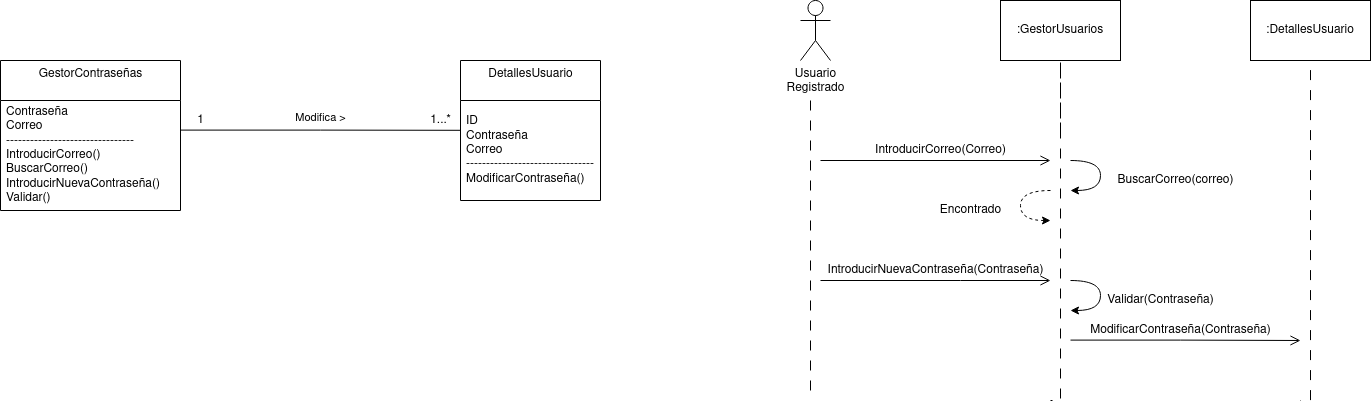 GestorContraseñas
Contraseña
Correo
--------------------------------
IntroducirCorreo()
BuscarCorreo()
IntroducirNuevaContraseña()
Validar()
1
Modifica >
1...*
DetallesUsuario
ID
Contraseña
Correo
--------------------------------
ModificarContraseña()
Usuario
Registrado
:GestorUsuarios
:DetallesUsuario
IntroducirCorreo(Correo)
BuscarCorreo(correo)
Encontrado
IntroducirNuevaContraseña(Contraseña)
Validar(Contraseña)
ModificarContraseña(Contraseña)